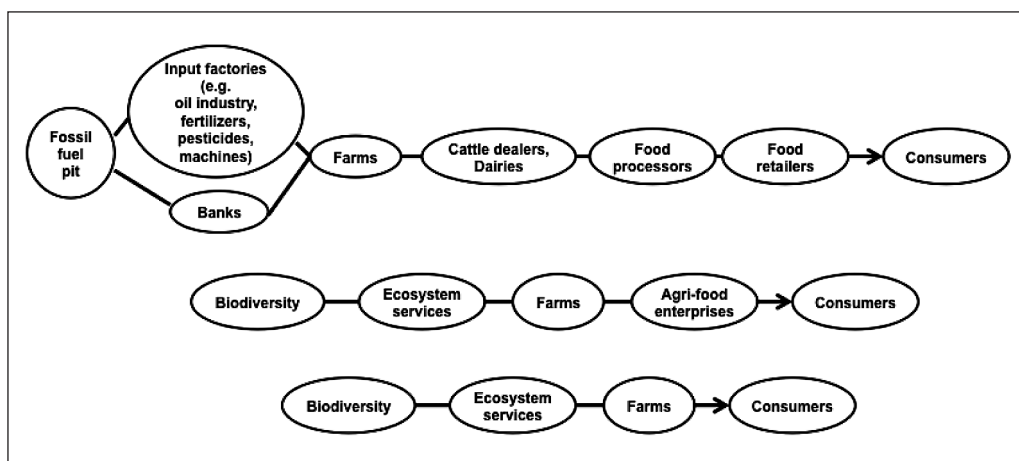 Input factories
(e.g.
oil industry,
fertilizers,
pesticides,
machines)
Fossil
fuel
pit
Banks
Farms
Cattle dealers,
Dairies
Food
processors
Food
retailers
Consumers
Biodiversity
Ecosystem
services
Farms
Agri-food
enterprises
Consumers
Biodiversity
Ecosystem
services
Farms
Consumers